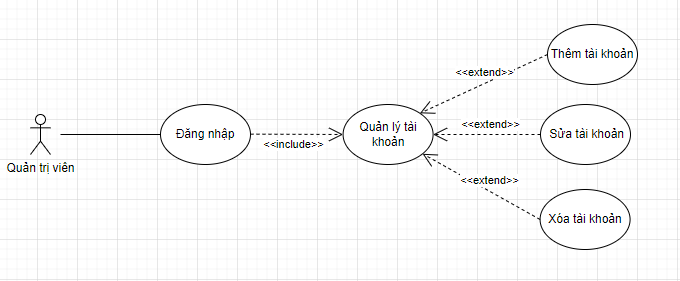 Thêm tài khoản
<<extend>>
Đăng nhập
Quản lý tài
khoản
<<extend>>
Sửa tài khoản
<<include>>
Quản trị viên
<<extend>>
Xóa tài khoản